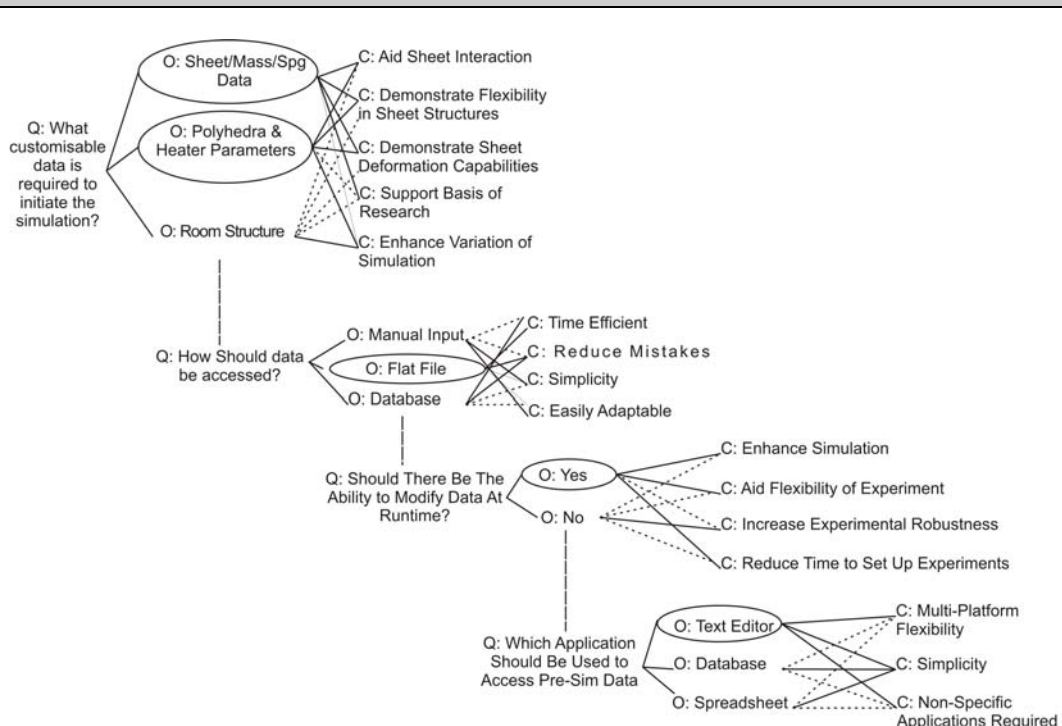 Q: What
customisable
data is
required to
initiate the
simulation?
O: Sheet/Mass/Spg
Data
O: Polyhedra &
Heater Parameters
O: Room Structure
C: Aid Sheet Interaction
C: Demonstrate Flexibility
in Sheet Structures
C: Demonstrate Sheet
Deformation Capabilities
C: Support Basis of
Research
C: Enhance Variation of
Simulation
Q: How Should data
be accessed?
O: Manual Input
O: Flat File
O: Database
C: Time Efficient
C: Reduce Mistakes
C: Simplicity
C: Easily Adaptable
Q: Should There Be The
Ability to Modify Data At
Runtime?
O: Yes
O: No
C: Enhance Simulation
C: Aid Flexibility of Experiment
C: Increase Experimental Robustness
C: Reduce Time to Set Up Experiments
Q: Which Application
Should Be Used to
Access Pre-Sim Data
O: Text Editor
O: Database
O: Spreadsheet
C: Multi-Platform
Flexibility
C: Simplicity
C: Non-Specific
Applications Required